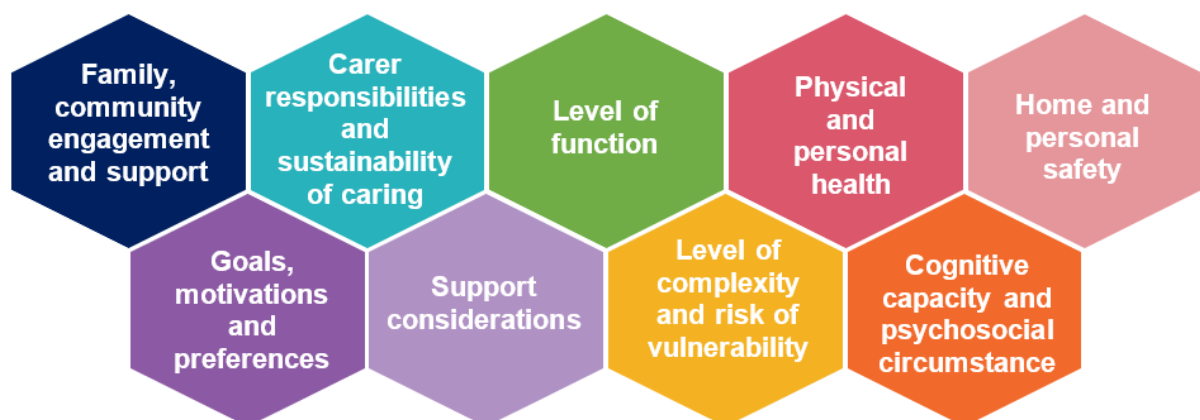 Family,
community
engagement
and support
Carer
responsibilities
and
sustainability
of caring
Level of
function
Physical
and
personal
health
Home and
personal
safety
Goals,
motivations
and
preferences
Support
considerations
Level of
complexity
and risk of
vulnerability
Cognitive
capacity and
psychosocial
circumstance